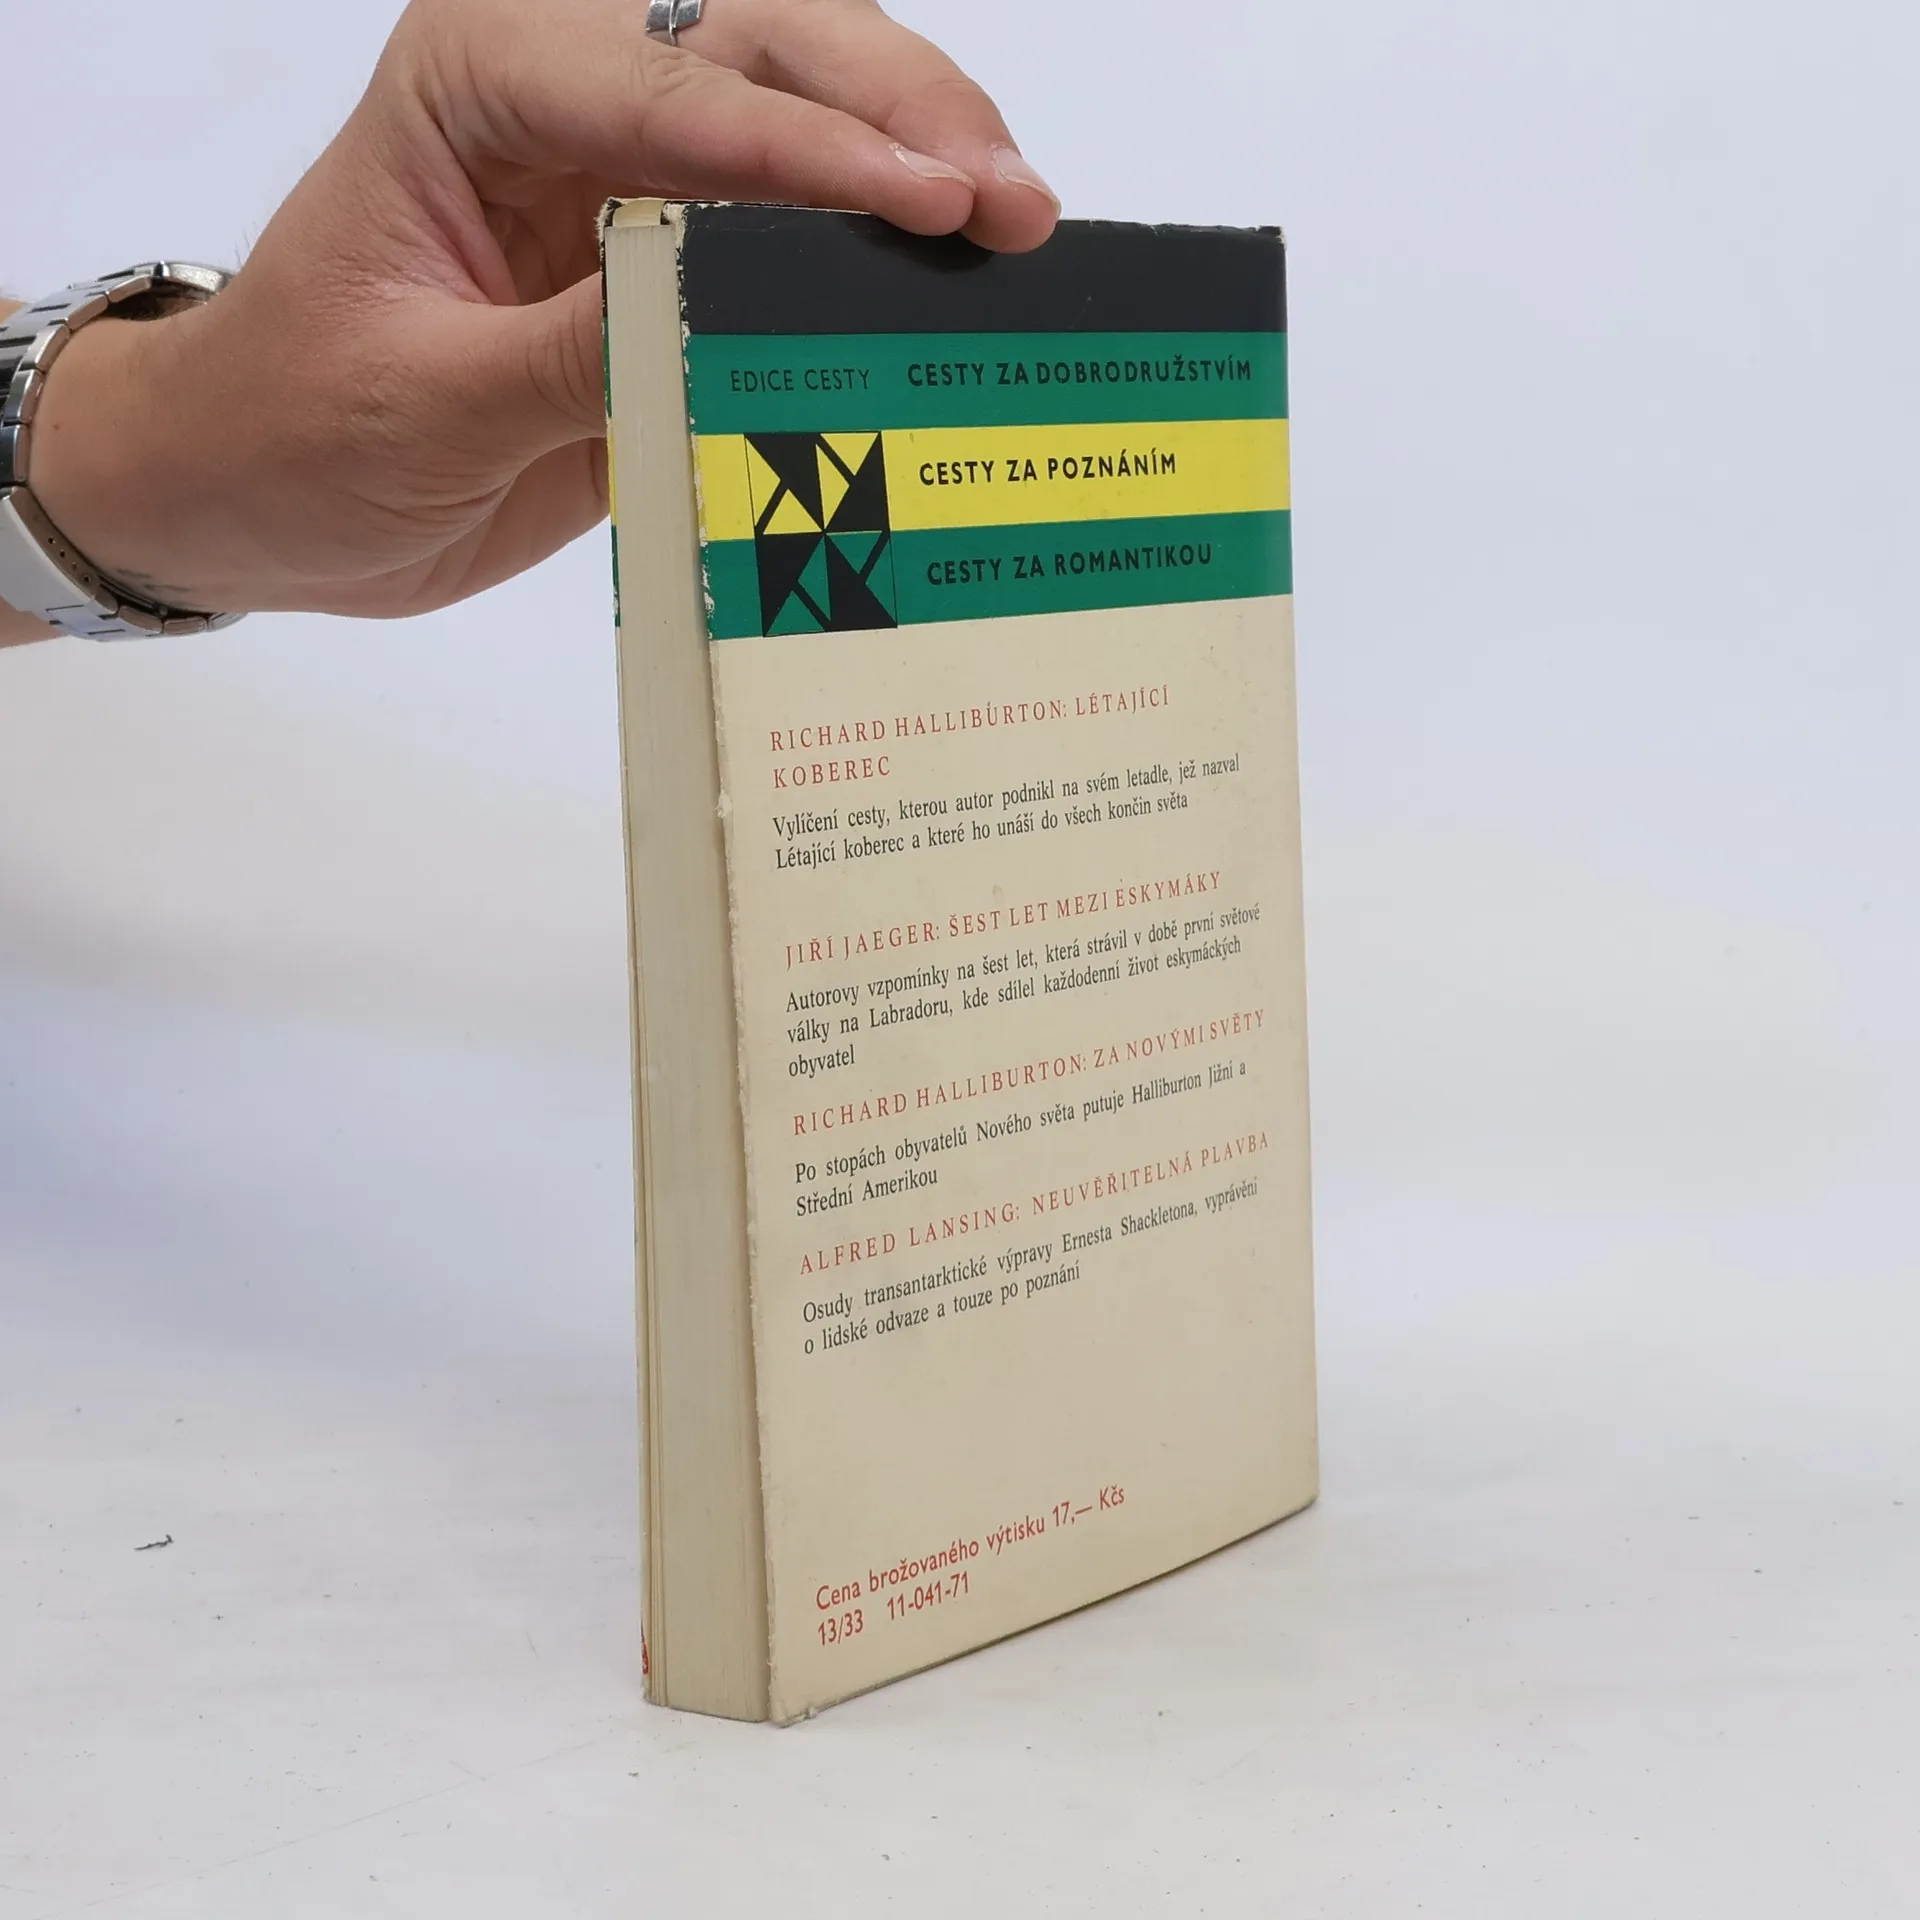 EDICE CESTY CESTY ZA DOBRODRUŽSTVÍM
CESTY ZA POZNÁNÍM
CESTY ZA ROMANTIKOU
RICHARD HALLIBURTON: LÉTAJÍCÍ
KOBEREC
Vylíčení cesty, kterou autor podnikl na svém letadle, jež nazval
Létající koberec a které ho unáší do všech končin světa
JIŘÍ JAEGER: ŠEST LET MEZI ESKYMÁKY
Autorovy vzpomínky na šest let, která strávil v době první světové
války na Labradoru, kde sdílel každodenní život eskymáckých
obyvatel
RICHARD HALLIBURTON: ZA NOVÝMI SVĚTY
Po stopách obyvatelů Nového světa putuje Halliburton Jižní a
Střední Amerikou
ALFRED LANSING: NEUVĚŘITELNÁ PLAVBA
Osudy transantarktické výpravy Ernesta Shackletona, vyprávění
o lidské odvaze a touze po poznání
Cena brožovaného výtisku 17,— Kčs
13/33 11-041-71